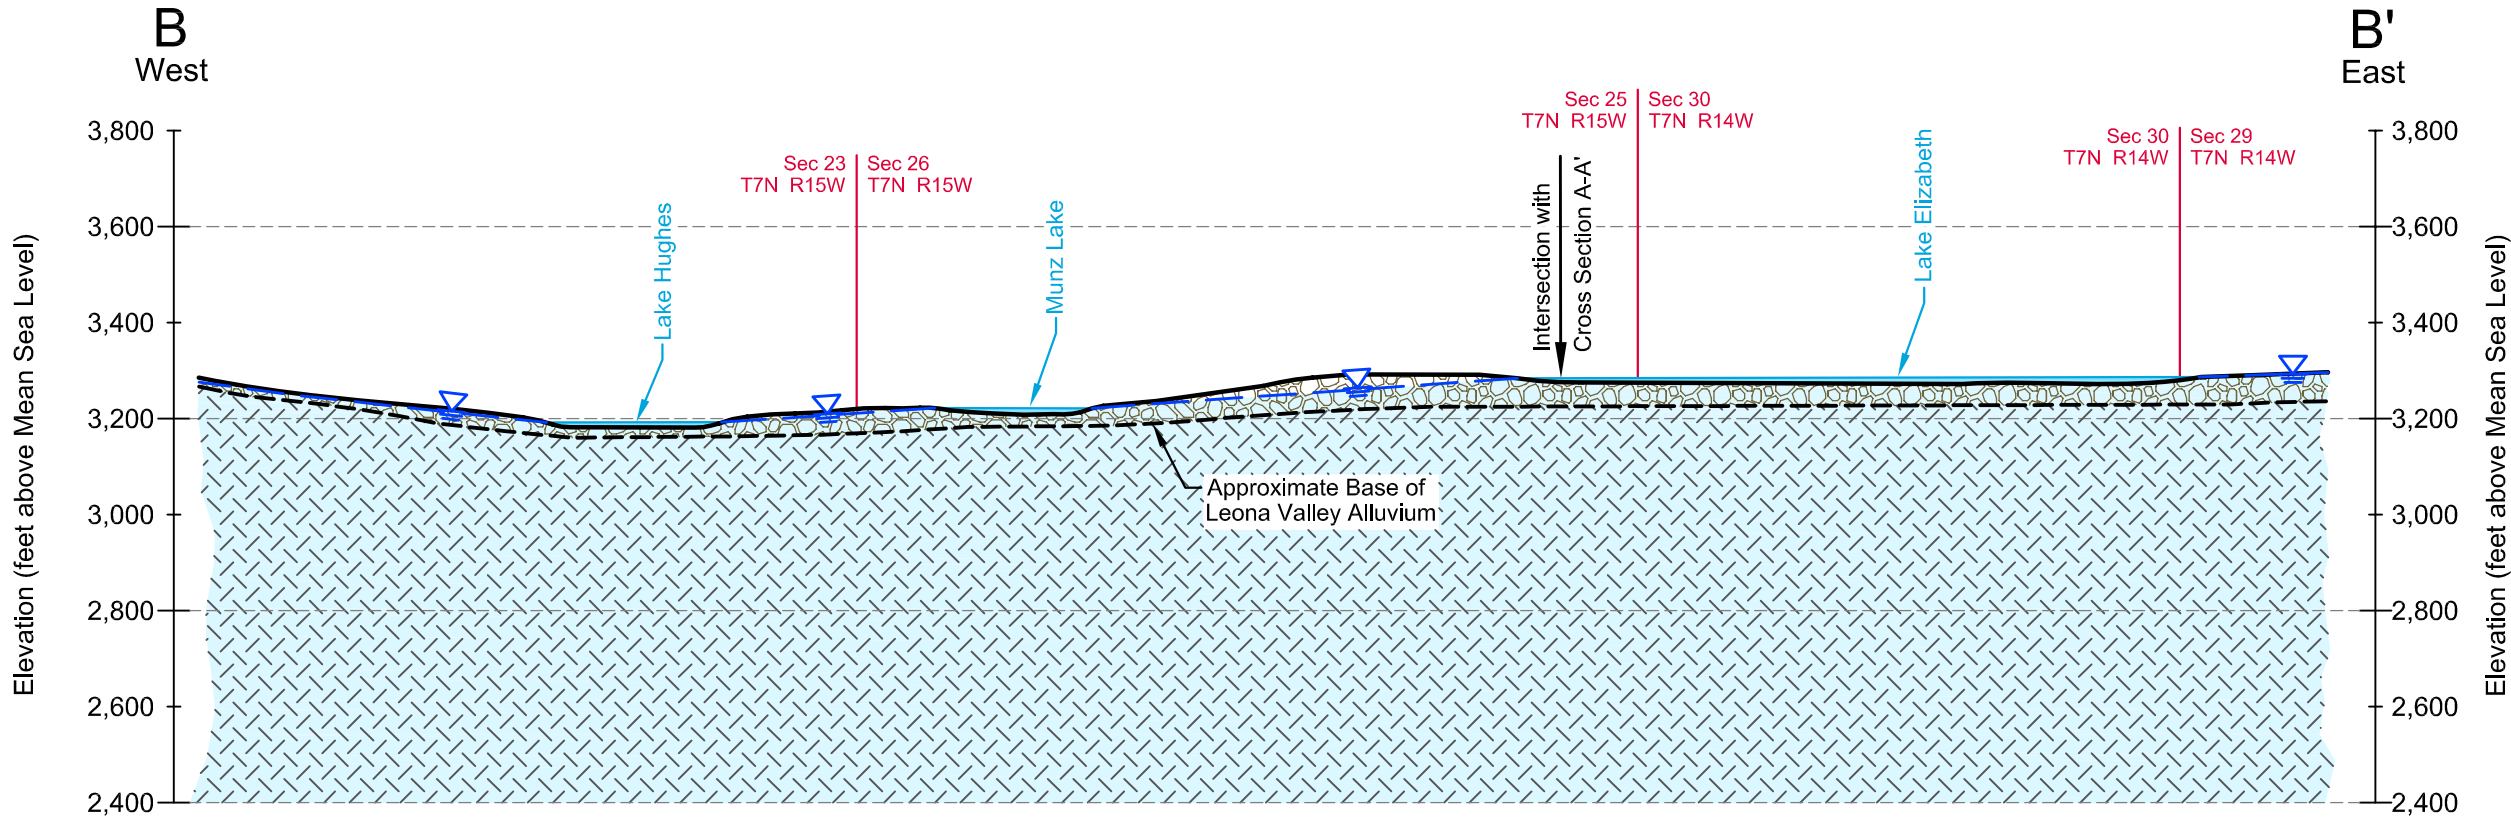 B
West
B'
East
Sec 25
T7N R15W
Sec 30
T7N R14W
Sec 30
T7N R14W
Sec 29
T7N R14W
Sec 23
T7N R15W
Sec 26
T7N R15W
Lake Hughes
Munz Lake
Intersection with
Cross Section A-A'
Lake Elizabeth
Approximate Base of
Leona Valley Alluvium
Elevation (feet above Mean Sea Level)
3,800
3,600
3,400
3,200
3,000
2,800
2,600
2,400
3,800
3,600
3,400
3,200
3,000
2,800
2,600
2,400
Elevation (feet above Mean Sea Level)